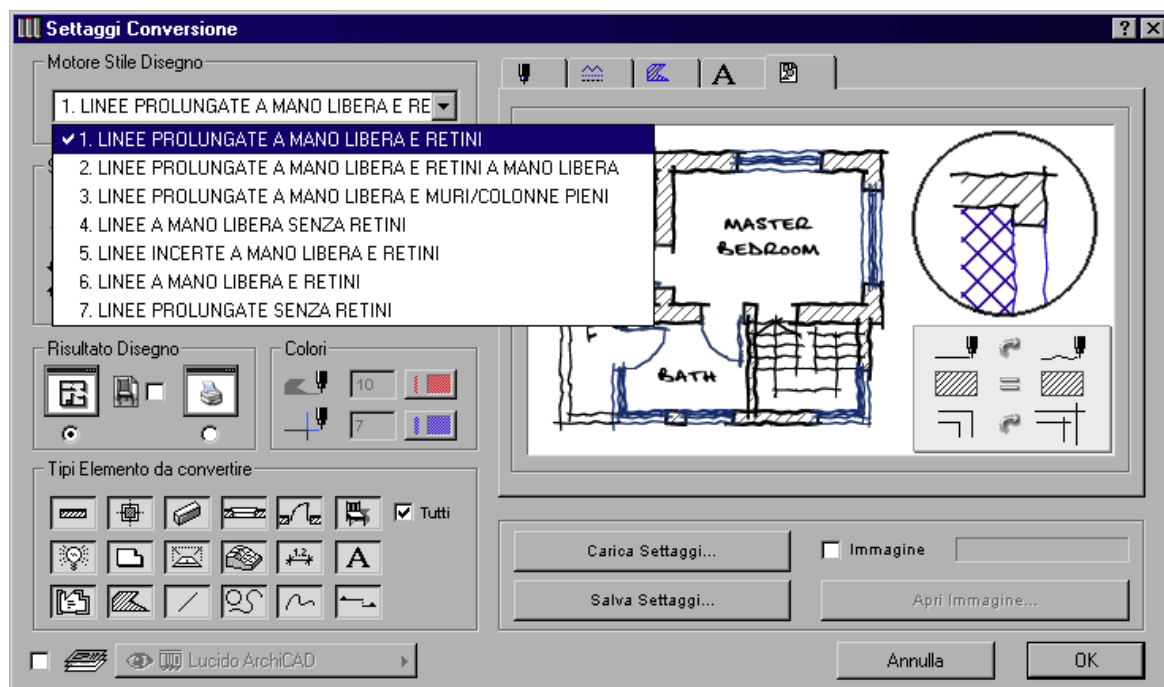 Settaggi Conversione
Motore Stile Disegno
1. LINEE PROLUNGATE A MANO LIBERA E RE
1. LINEE PROLUNGATE A MANO LIBERA E RETINI
2. LINEE PROLUNGATE A MANO LIBERA E RETINI A MANO LIBERA
3. LINEE PROLUNGATE A MANO LIBERA E MURI/COLONNE PIENI
4. LINEE A MANO LIBERA SENZA RETINI
5. LINEE INCERTE A MANO LIBERA E RETINI
6. LINEE A MANO LIBERA E RETINI
7. LINEE PROLUNGATE SENZA RETINI
A
MASTER
BEDROOM
BATH
Risultato Disegno
Colori
10
7
Tipi Elemento da convertire
Tutti
1.2
A
Carica Settaggi...
Immagine
Salva Settaggi...
Apri Immagine...
Lucido ArchiCAD
Annulla
OK